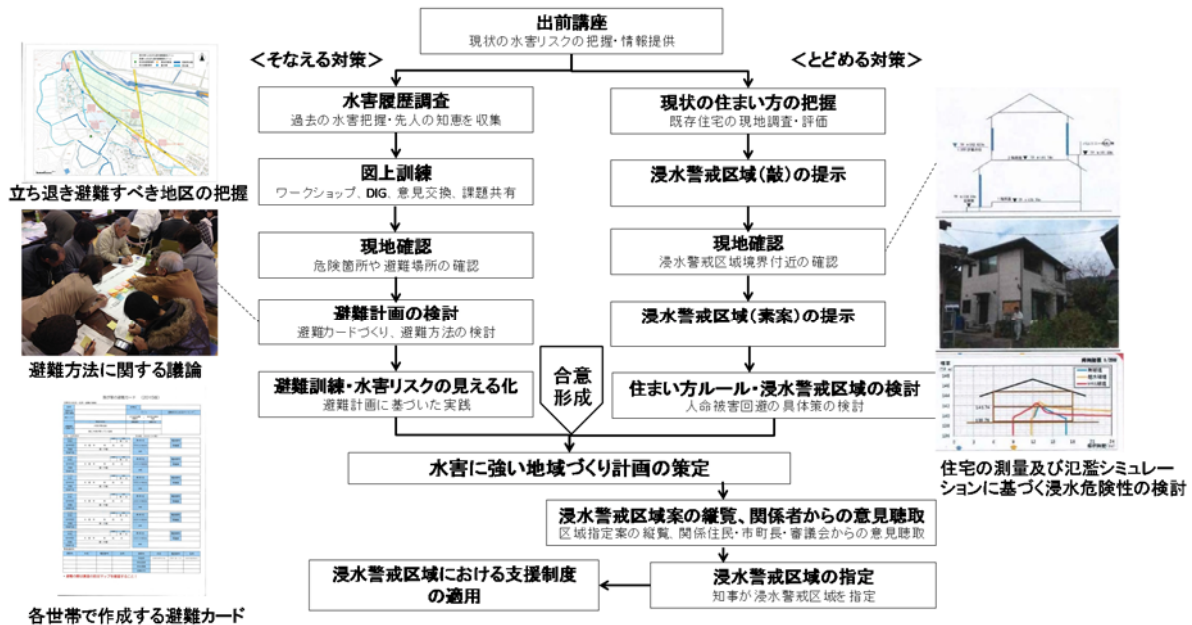 出前講座
現状の水害リスクの把握・情報提供
＜そなえる対策＞
＜とどめる対策＞
水害履歴調査
過去の水害把握・先人の知恵を収集
図上訓練
ワークショップ、DIG、意見交換、課題共有
現地確認
危険箇所や避難場所の確認
避難計画の検討
避難カードづくり、避難方法の検討
避難訓練・水害リスクの見える化
避難計画に基づいた実践
現状の住まい方の把握
既存住宅の現地調査・評価
浸水警戒区域（敲）の提示
現地確認
浸水警戒区域境界付近の確認
浸水警戒区域（素案）の提示
住まい方ルール・浸水警戒区域の検討
人命被害回避の具体策の検討
合意
形成
水害に強い地域づくり計画の策定
浸水警戒区域案の縦覧、関係者からの意見聴取
区域指定案の縦覧、関係住民・市町長・審議会からの意見聴取
浸水警戒区域の指定
知事が浸水警戒区域を指定
浸水警戒区域における支援制度
の適用
立ち退き避難すべき地区の把握
避難方法に関する議論
各世帯で作成する避難カード
住宅の測量及び氾濫シミュレー
ションに基づく浸水危険性の検討